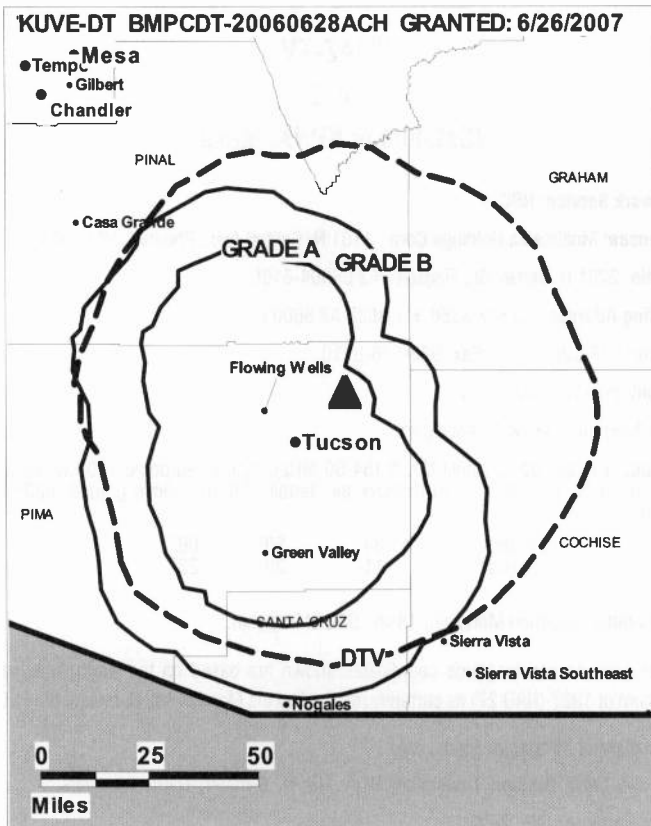 KUVE-DT BMPCDT-20060628ACH GRANTED: 6/26/2007
Mesa
Tempe
Gilbert
Chandler
PINAL
GRAHAM
Casa Grande
GRADE A GRADE B
Flowing Wells
Tucson
PIMA
COCHISE
Green Valley
SANTA CRUZ
DTV
Sierra Vista
Sierra Vista Southeast
Nogales
0 25 50
Miles